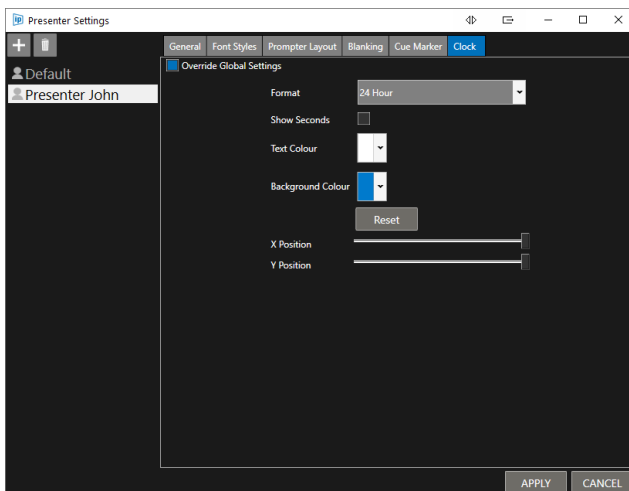 ip Presenter Settings
General Font Styles Prompter Layout Blanking Cue Marker Clock
Default
Presenter John
Override Global Settings
Format 24 Hour
Show Seconds
Text Colour
Background Colour
Reset
X Position
Y Position
APPLY CANCEL